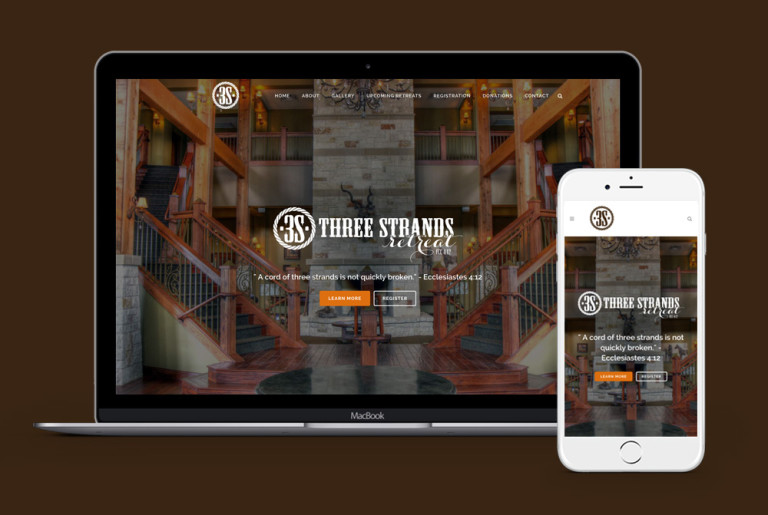 3S
HOME ABOUT GALLERY UPCOMING RETREATS REGISTRATION DONATIONS CONTACT
3S THREE STRANDS
retreat
" A cord of three strands is not quickly broken." - Ecclesiastes 4:12
LEARN MORE REGISTER
MacBook
3S
3S THREE STRANDS
retreat
" A cord of three strands is not
quickly broken." -
Ecclesiastes 4:12
LEARN MORE REGISTER